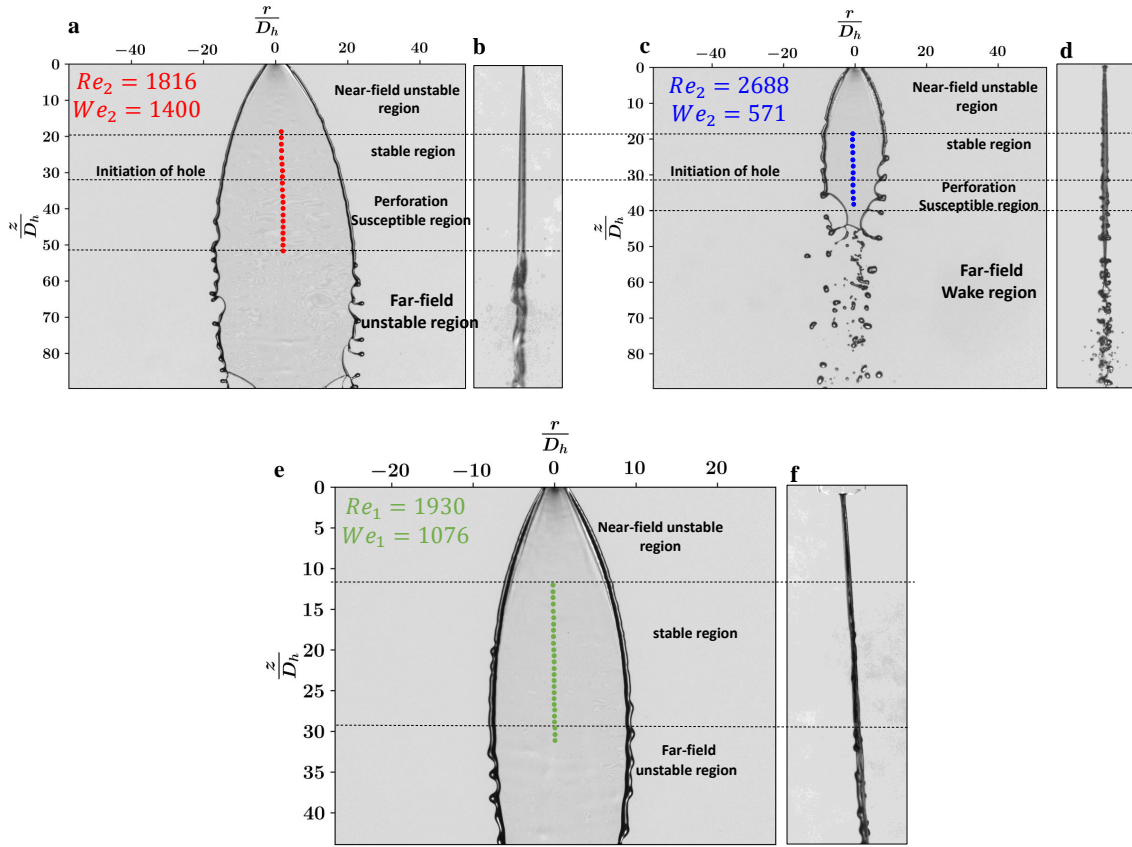 a
r
D_h
−40 −20 0 20 40
b
Re_2 = 1816
We_2 = 1400
Near-field unstable
region
stable region
Initiation of hole
Perforation
Susceptible region
Far-field
unstable region
z
D_h
0
10
20
30
40
50
60
70
80
c
r
D_h
−40 −20 0 20 40
d
Re_2 = 2688
We_2 = 571
Near-field unstable
region
stable region
Initiation of hole
Perforation
Susceptible region
Far-field
Wake region
z
D_h
0
10
20
30
40
50
60
70
80
e
r
D_h
−20 −10 0 10 20
f
Re_1 = 1930
We_1 = 1076
Near-field unstable
region
stable region
Far-field
unstable region
z
D_h
0
5
10
15
20
25
30
35
40